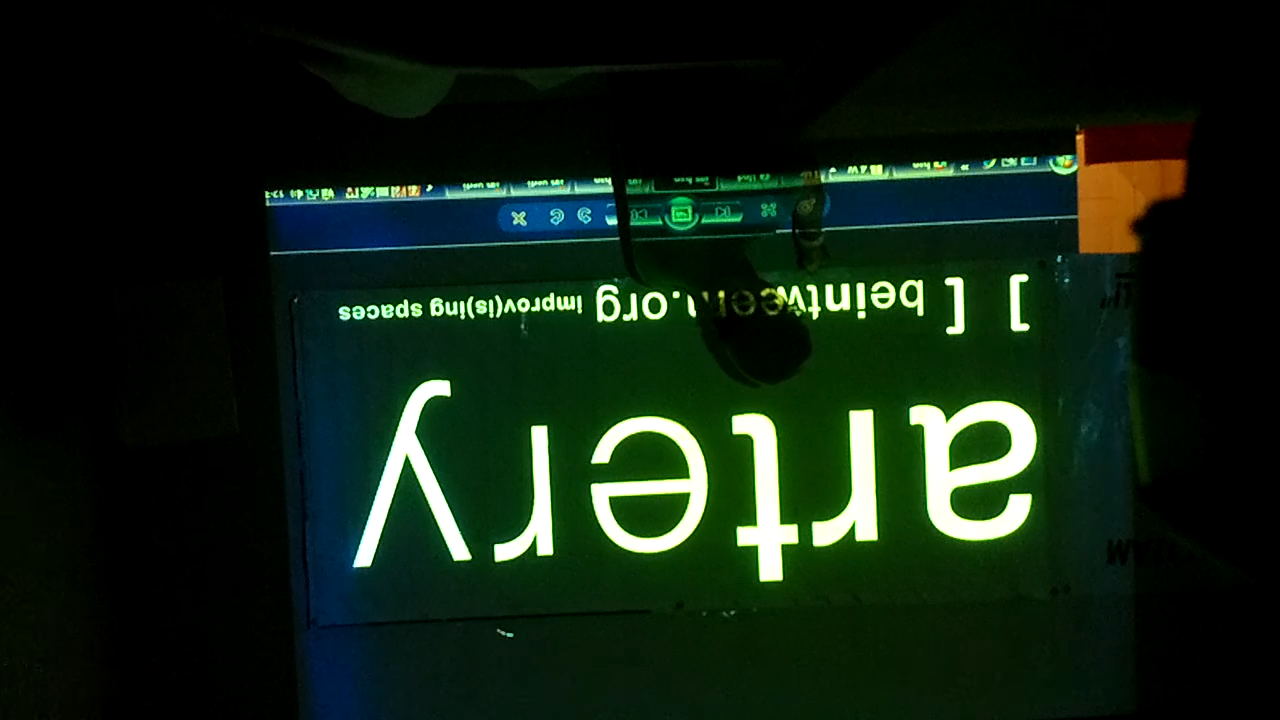 artery
[ ] beintween.org improv(is)ing spaces